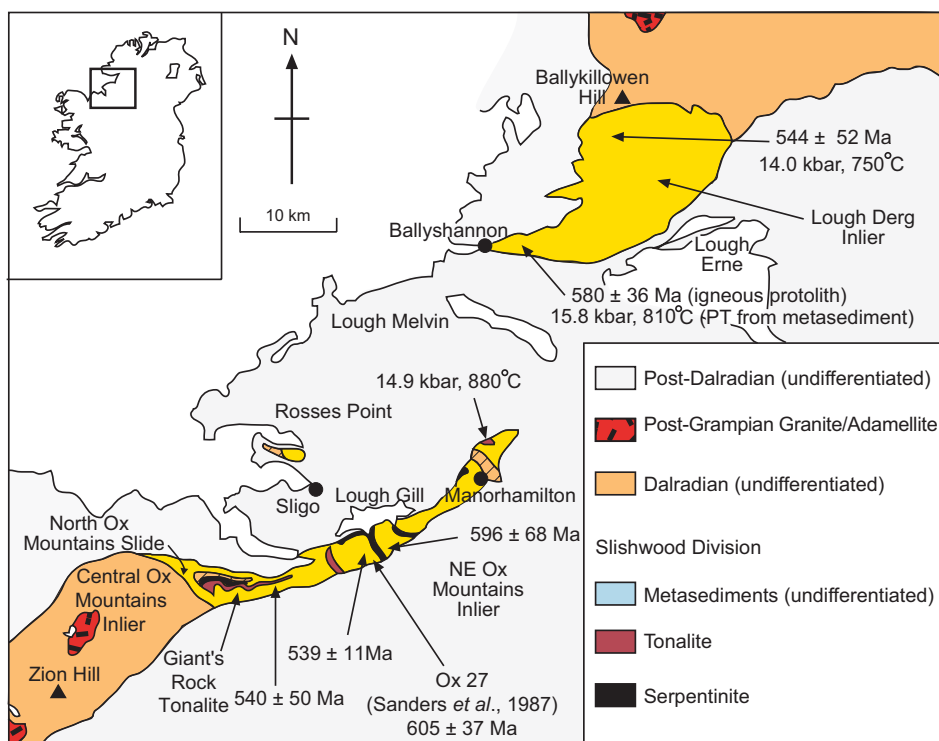 N
10 km
Ballykillowen
Hill
544 ± 52 Ma
14.0 kbar, 750°C
Lough Derg
Inlier
Ballyshannon
Lough
Erne
580 ± 36 Ma (igneous protolith)
15.8 kbar, 810°C (PT from metasediment)
Lough Melvin
14.9 kbar, 880°C
Rosses Point
Sligo
Lough Gill
Manorhamilton
North Ox
Mountains Slide
596 ± 68 Ma
Central Ox
Mountains
Inlier
NE Ox
Mountains
Inlier
Zion Hill
Giant's
Rock
Tonalite
540 ± 50 Ma
539 ± 11Ma
Ox 27
(Sanders et al., 1987)
605 ± 37 Ma
Post-Dalradian (undifferentiated)
Post-Grampian Granite/Adamellite
Dalradian (undifferentiated)
Slishwood Division
Metasediments (undifferentiated)
Tonalite
Serpentinite